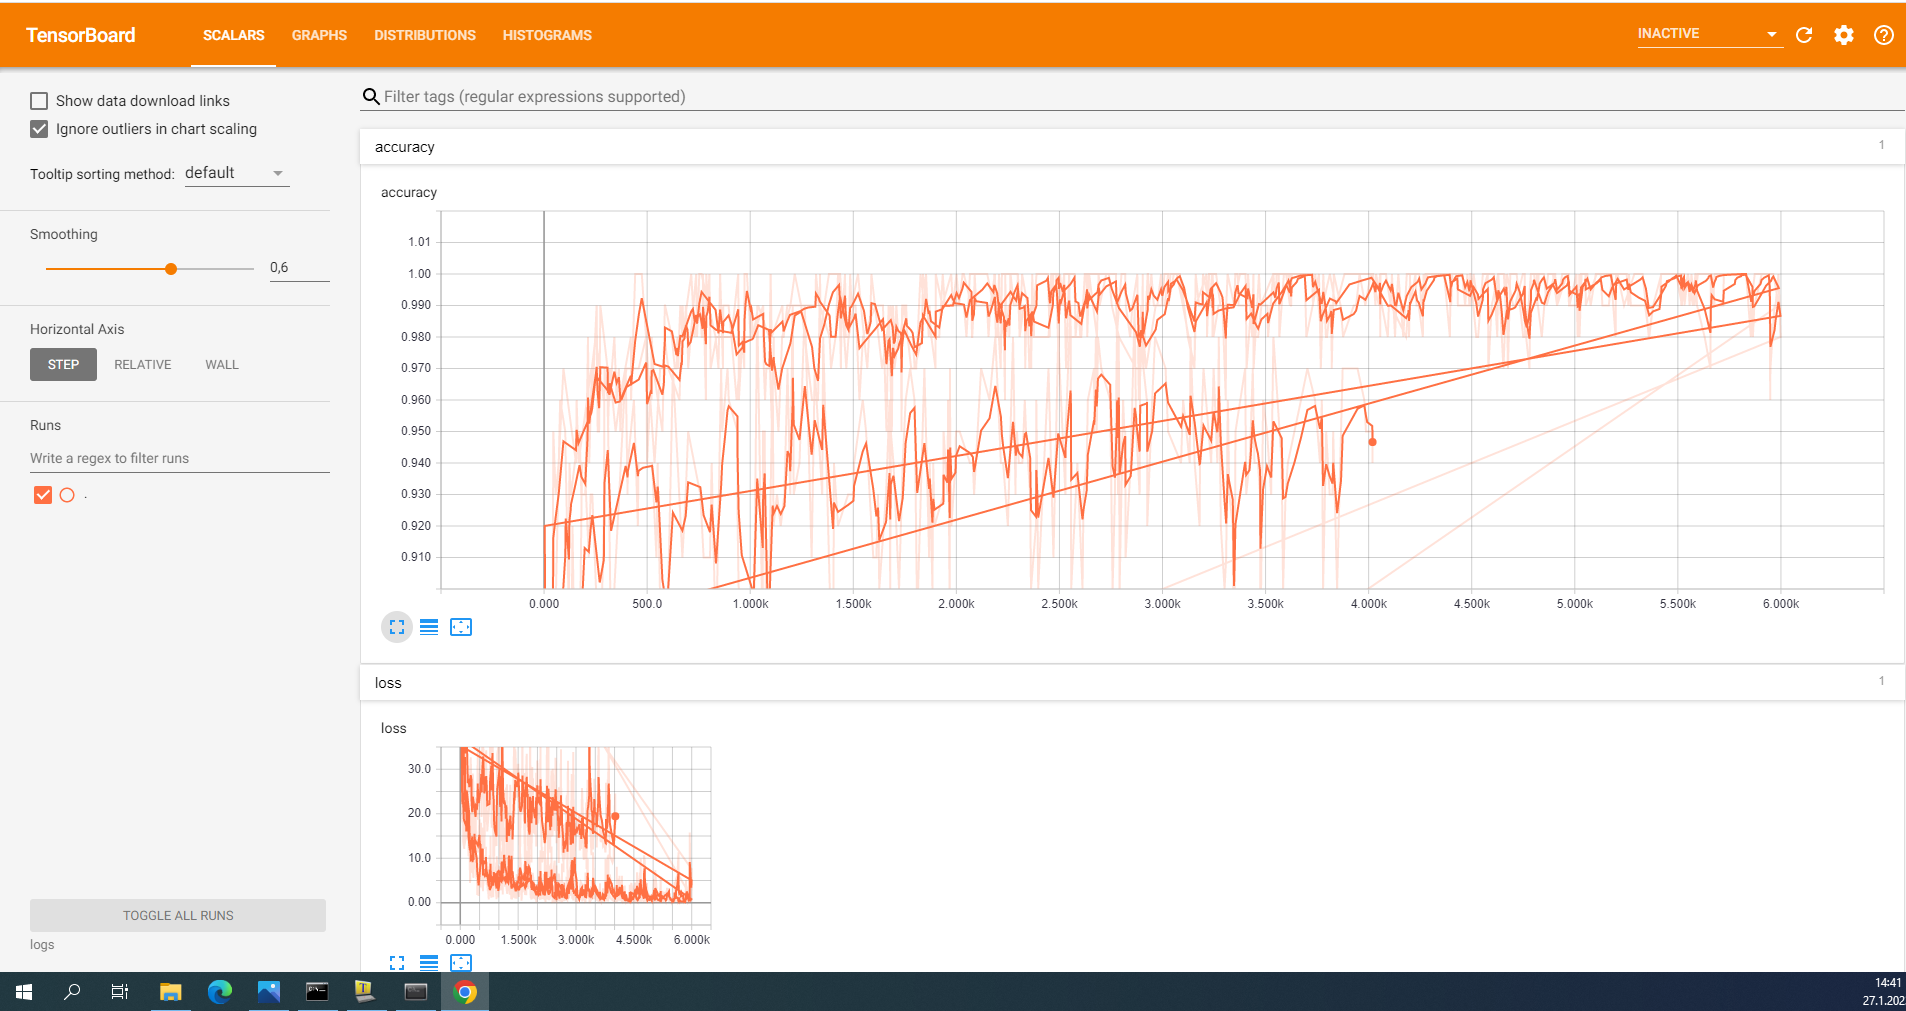 TensorBoard SCALARS GRAPHS DISTRIBUTIONS HISTOGRAMS INACTIVE
Show data download links
Ignore outliers in chart scaling
Tooltip sorting method: default
Smoothing
0,6
Horizontal Axis
STEP RELATIVE WALL
Runs
Write a regex to filter runs
.
TOGGLE ALL RUNS
logs
Filter tags (regular expressions supported)
accuracy 1
accuracy
1.01
1.00
0.990
0.980
0.970
0.960
0.950
0.940
0.930
0.920
0.910
0.000 500.0 1.000k 1.500k 2.000k 2.500k 3.000k 3.500k 4.000k 4.500k 5.000k 5.500k 6.000k
loss 1
loss
30.0
20.0
10.0
0.00
0.000 1.500k 3.000k 4.500k 6.000k
14:41
27.1.202